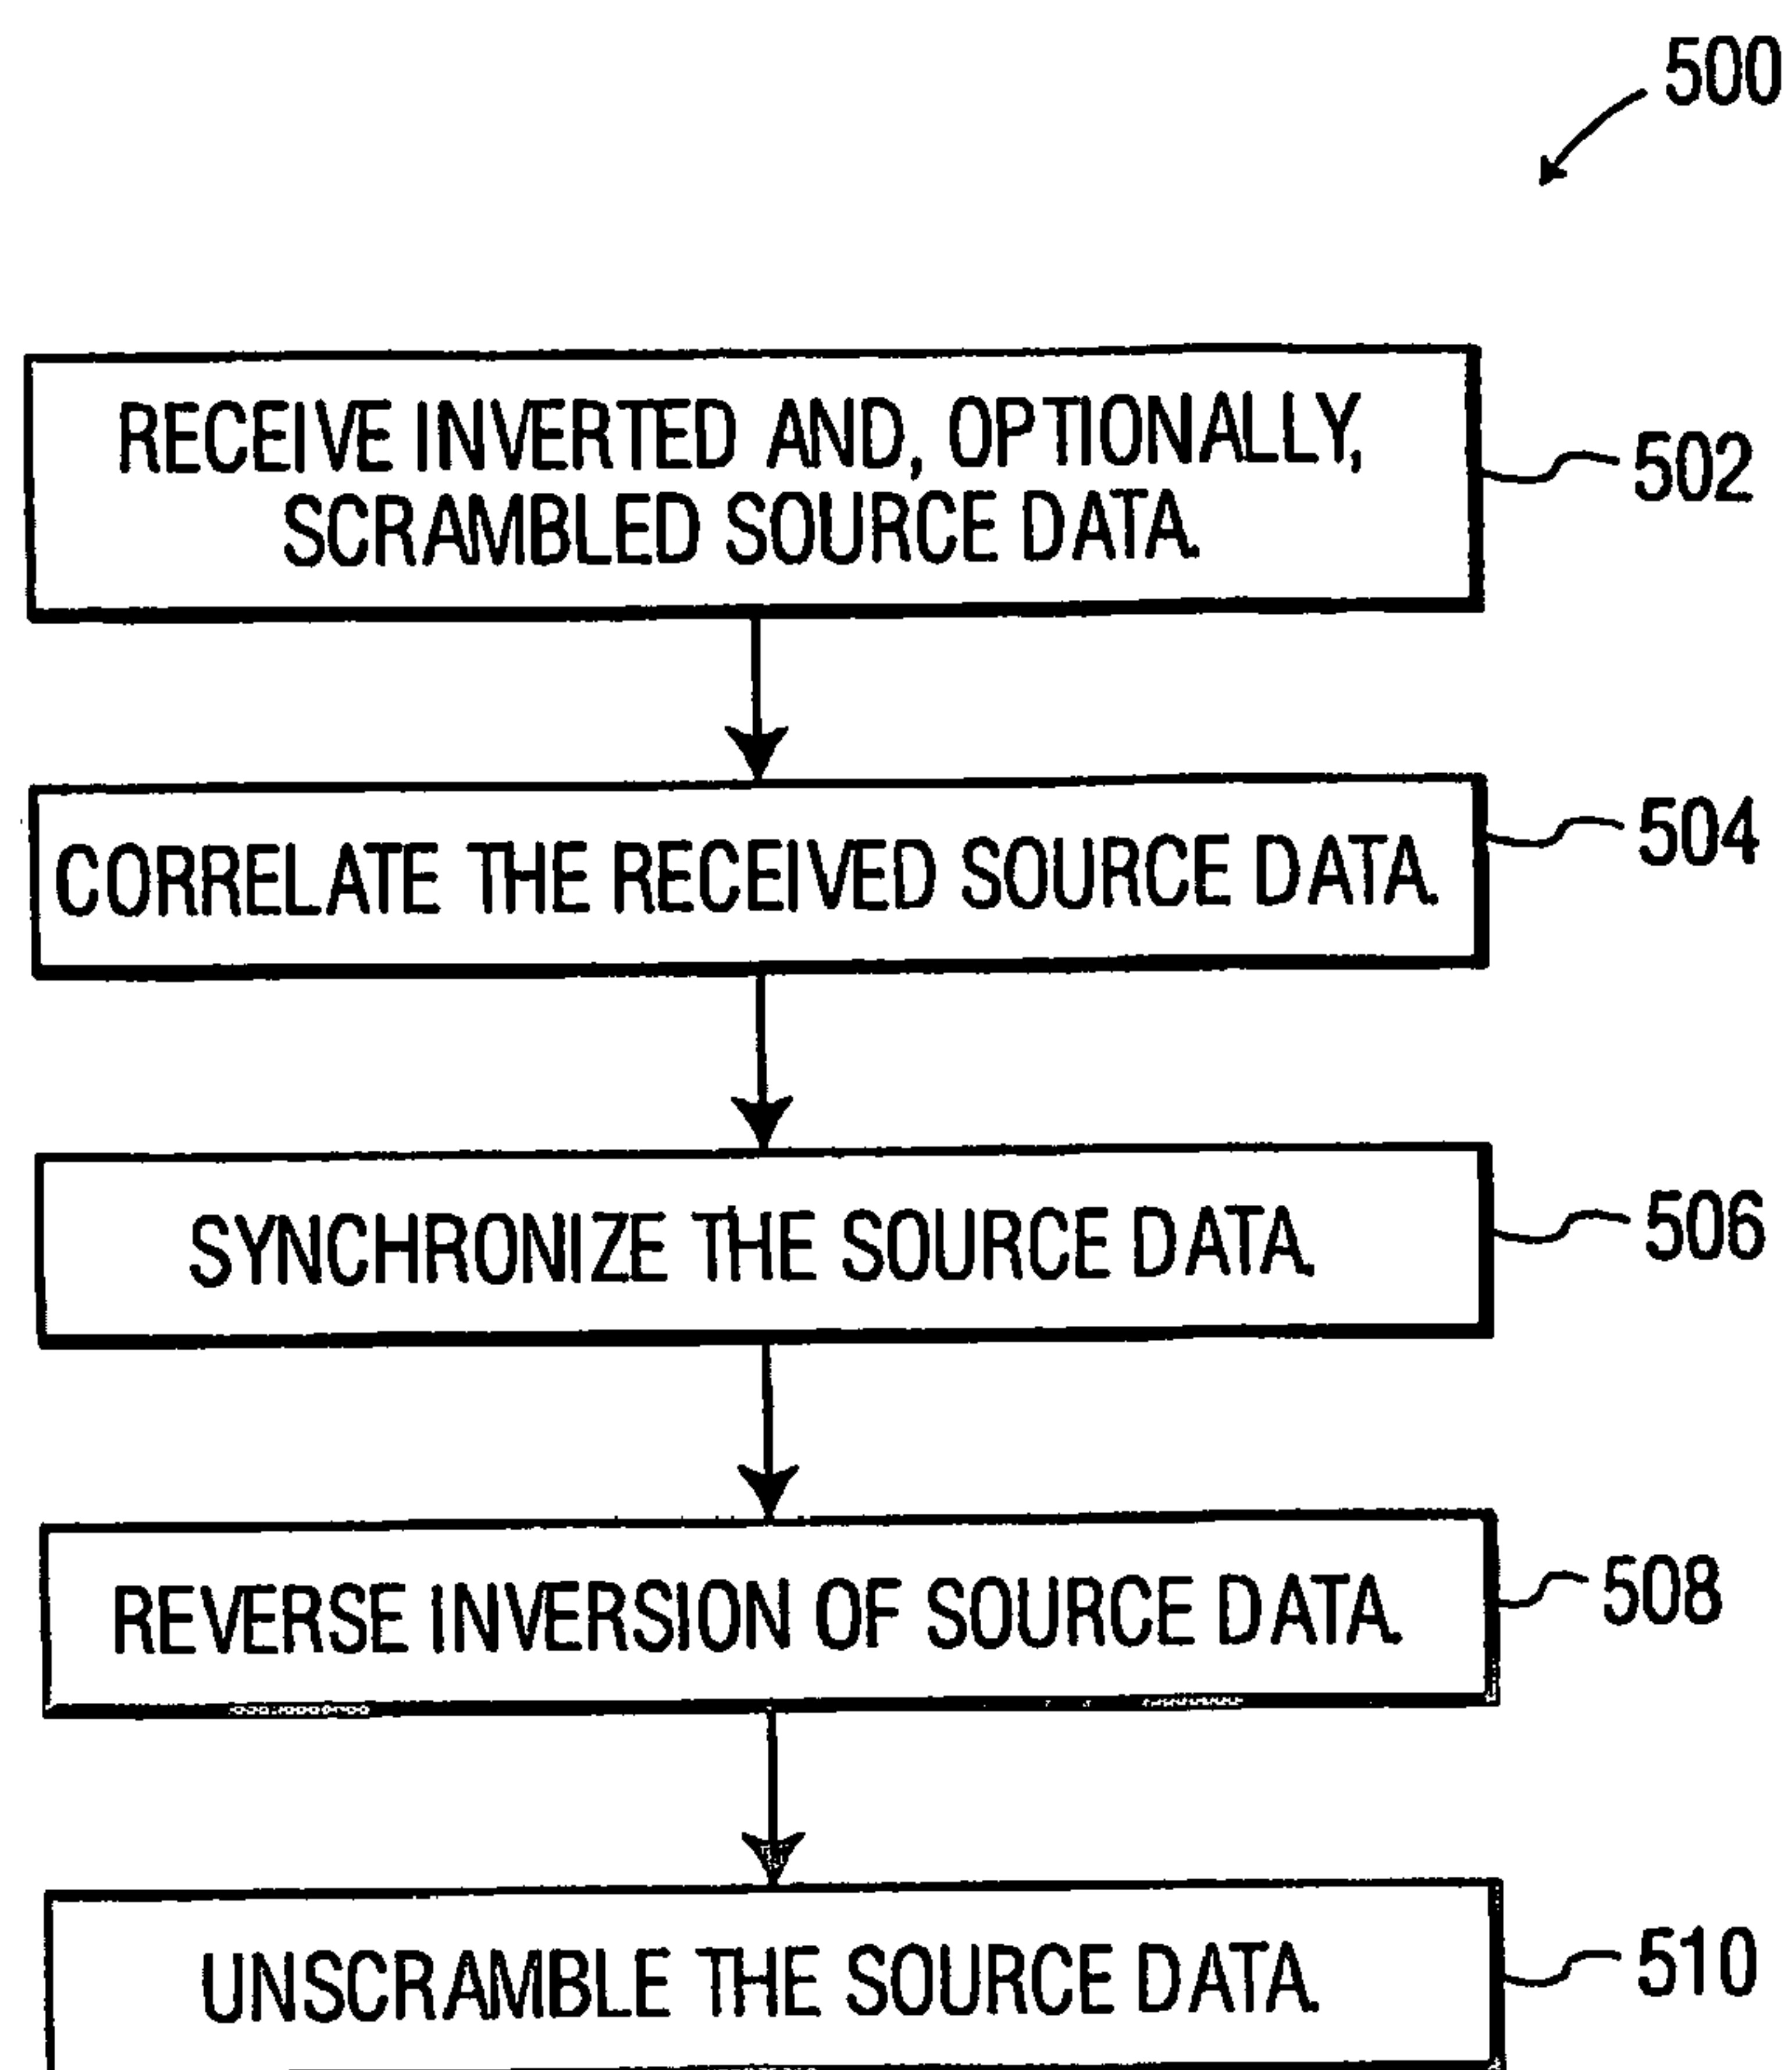 500
RECEIVE INVERTED AND, OPTIONALLY,
SCRAMBLED SOURCE DATA.
502
CORRELATE THE RECEIVED SOURCE DATA.
504
SYNCHRONIZE THE SOURCE DATA.
506
REVERSE INVERSION OF SOURCE DATA.
508
UNSCRAMBLE THE SOURCE DATA.
510